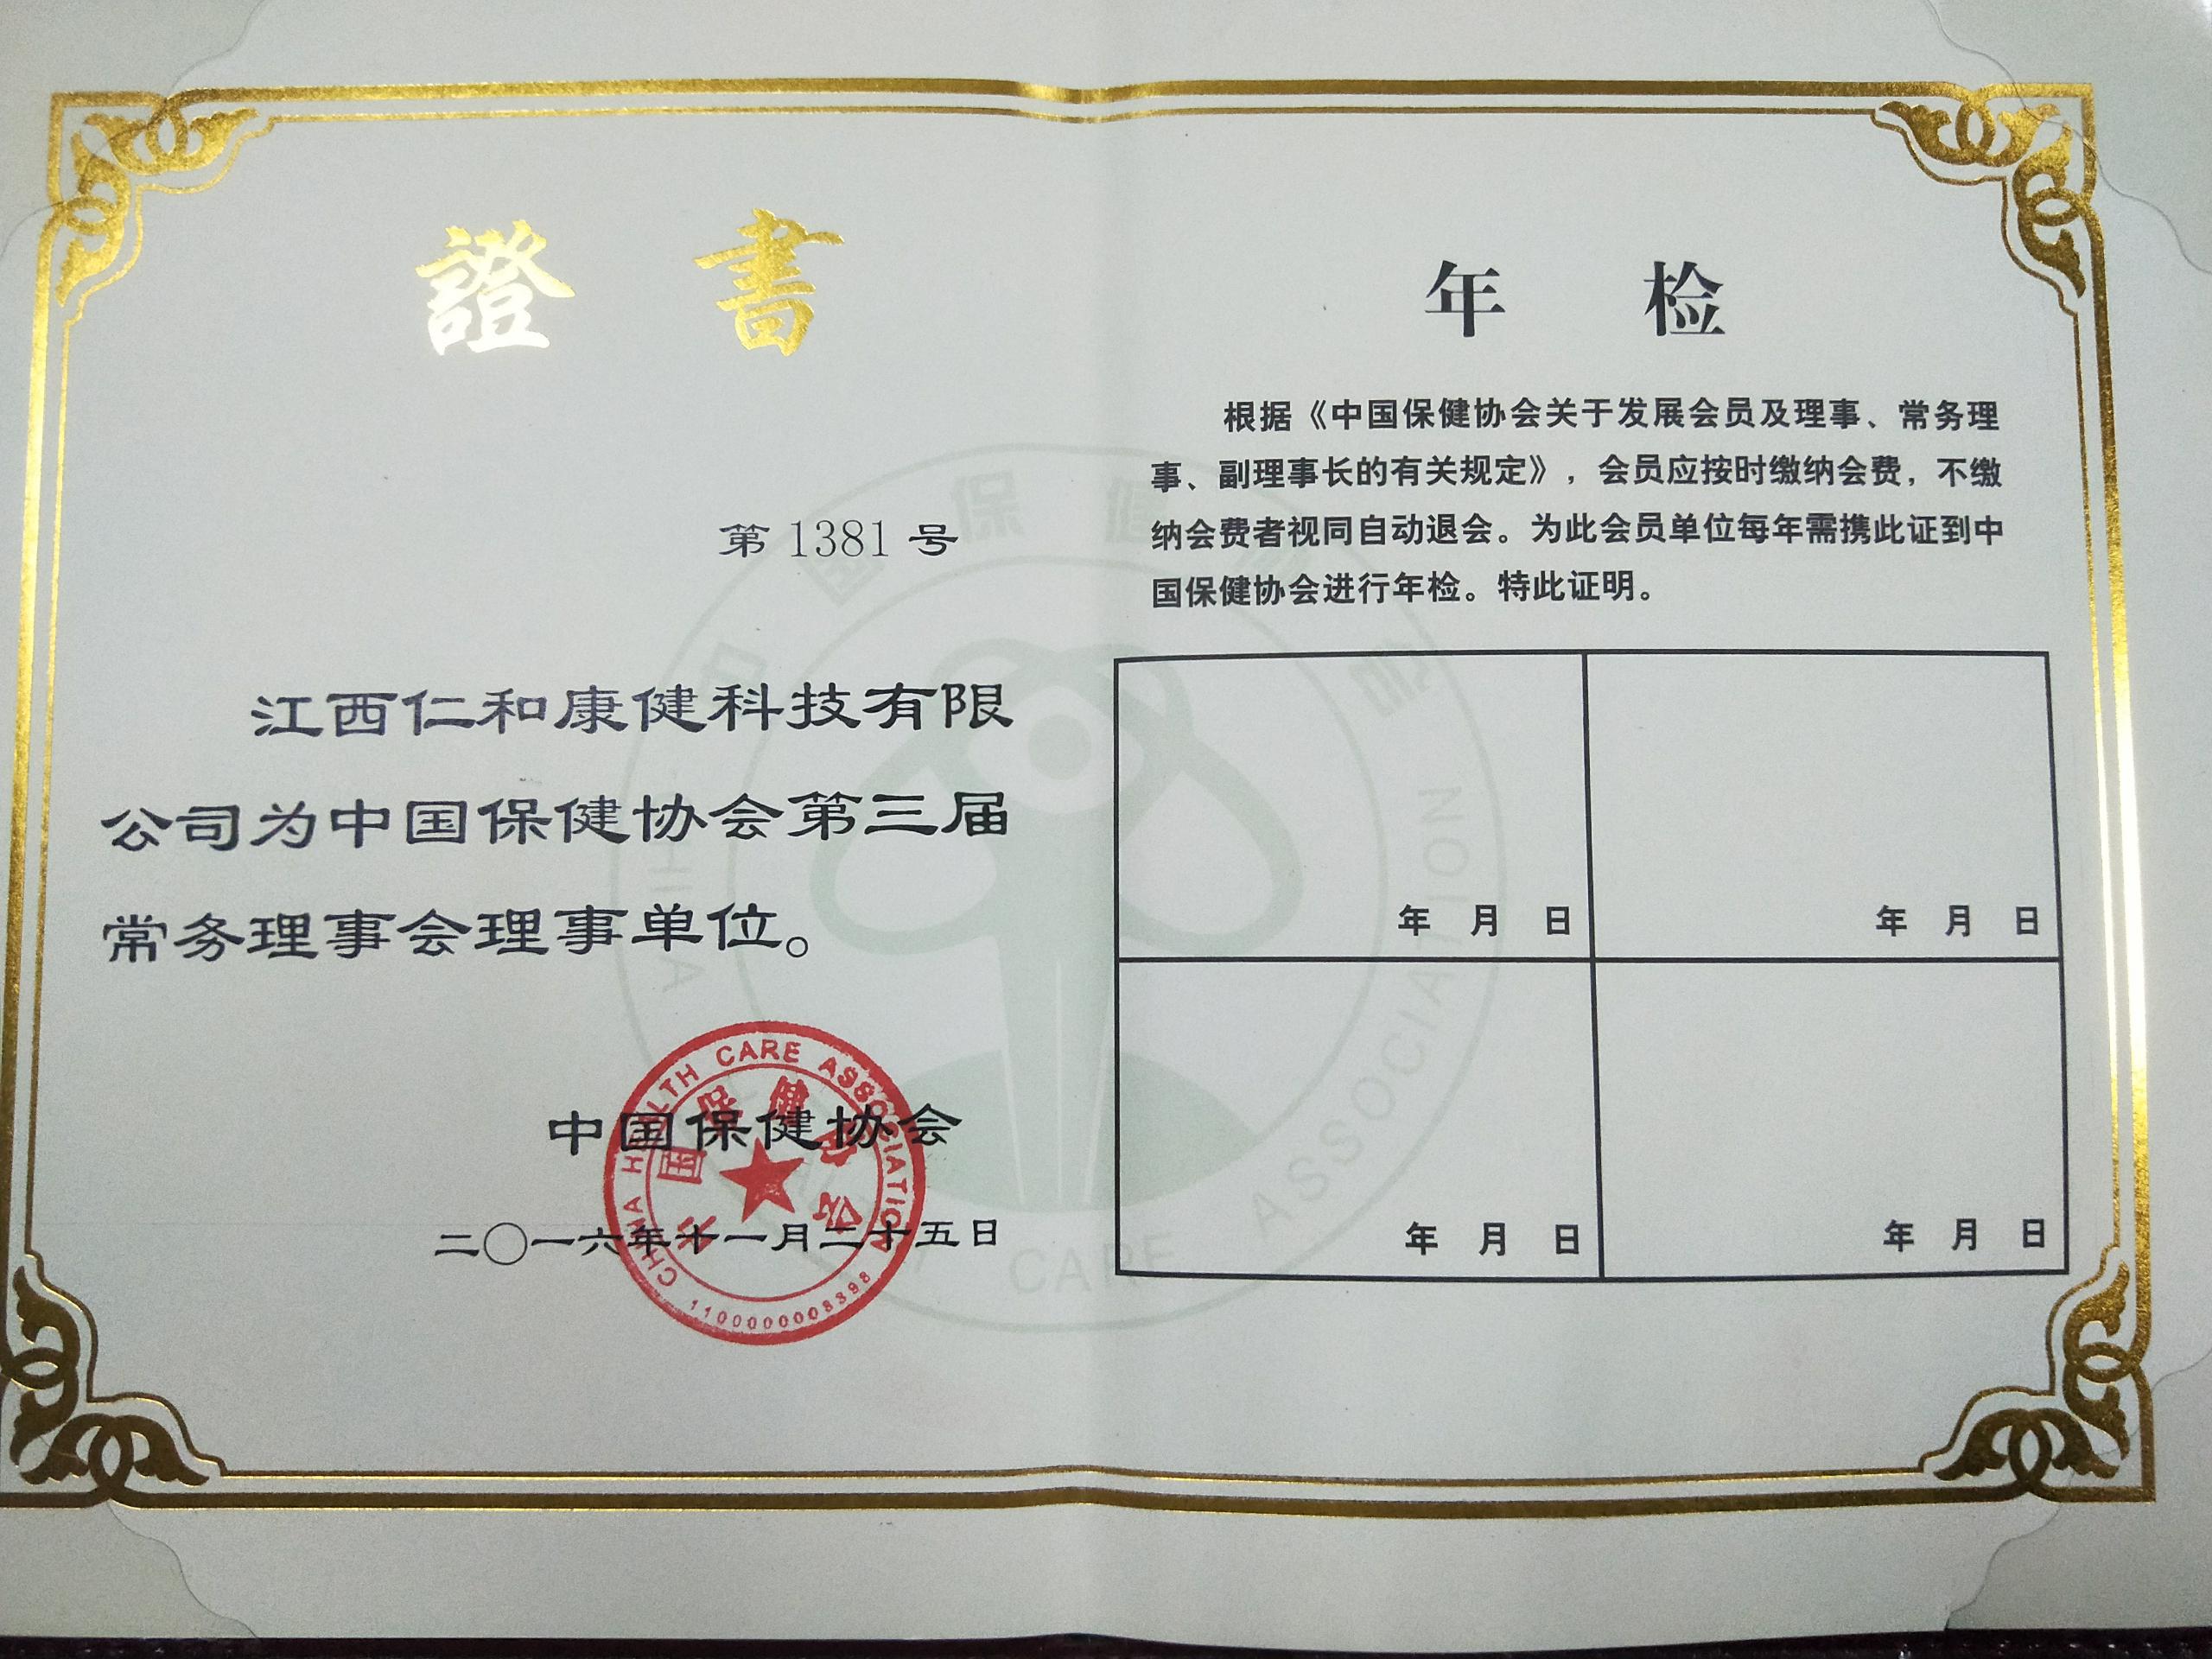 證 書
第 1381 号
江西仁和康健科技有限
公司为中国保健协会第三届
常务理事会理事单位。
中国保健协会
二〇一六年十一月二十五日
CHINA HEALTH CARE ASSOCIATION
中国保健协会
年 检
根据《中国保健协会关于发展会员及理事、常务理
事、副理事长的有关规定》，会员应按时缴纳会费，不缴
纳会费者视同自动退会。为此会员单位每年需携此证到中
国保健协会进行年检。特此证明。
年 月 日
年 月 日
年 月 日
年 月 日